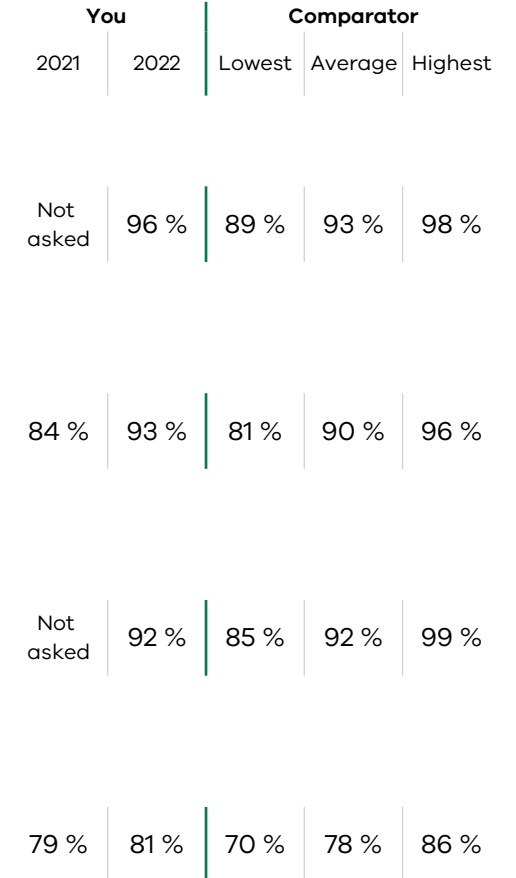 You Comparator
2021 2022 Lowest Average Highest
Not
asked 96 % 89 % 93 % 98 %
84 % 93 % 81 % 90 % 96 %
Not
asked 92 % 85 % 92 % 99 %
79 % 81 % 70 % 78 % 86 %